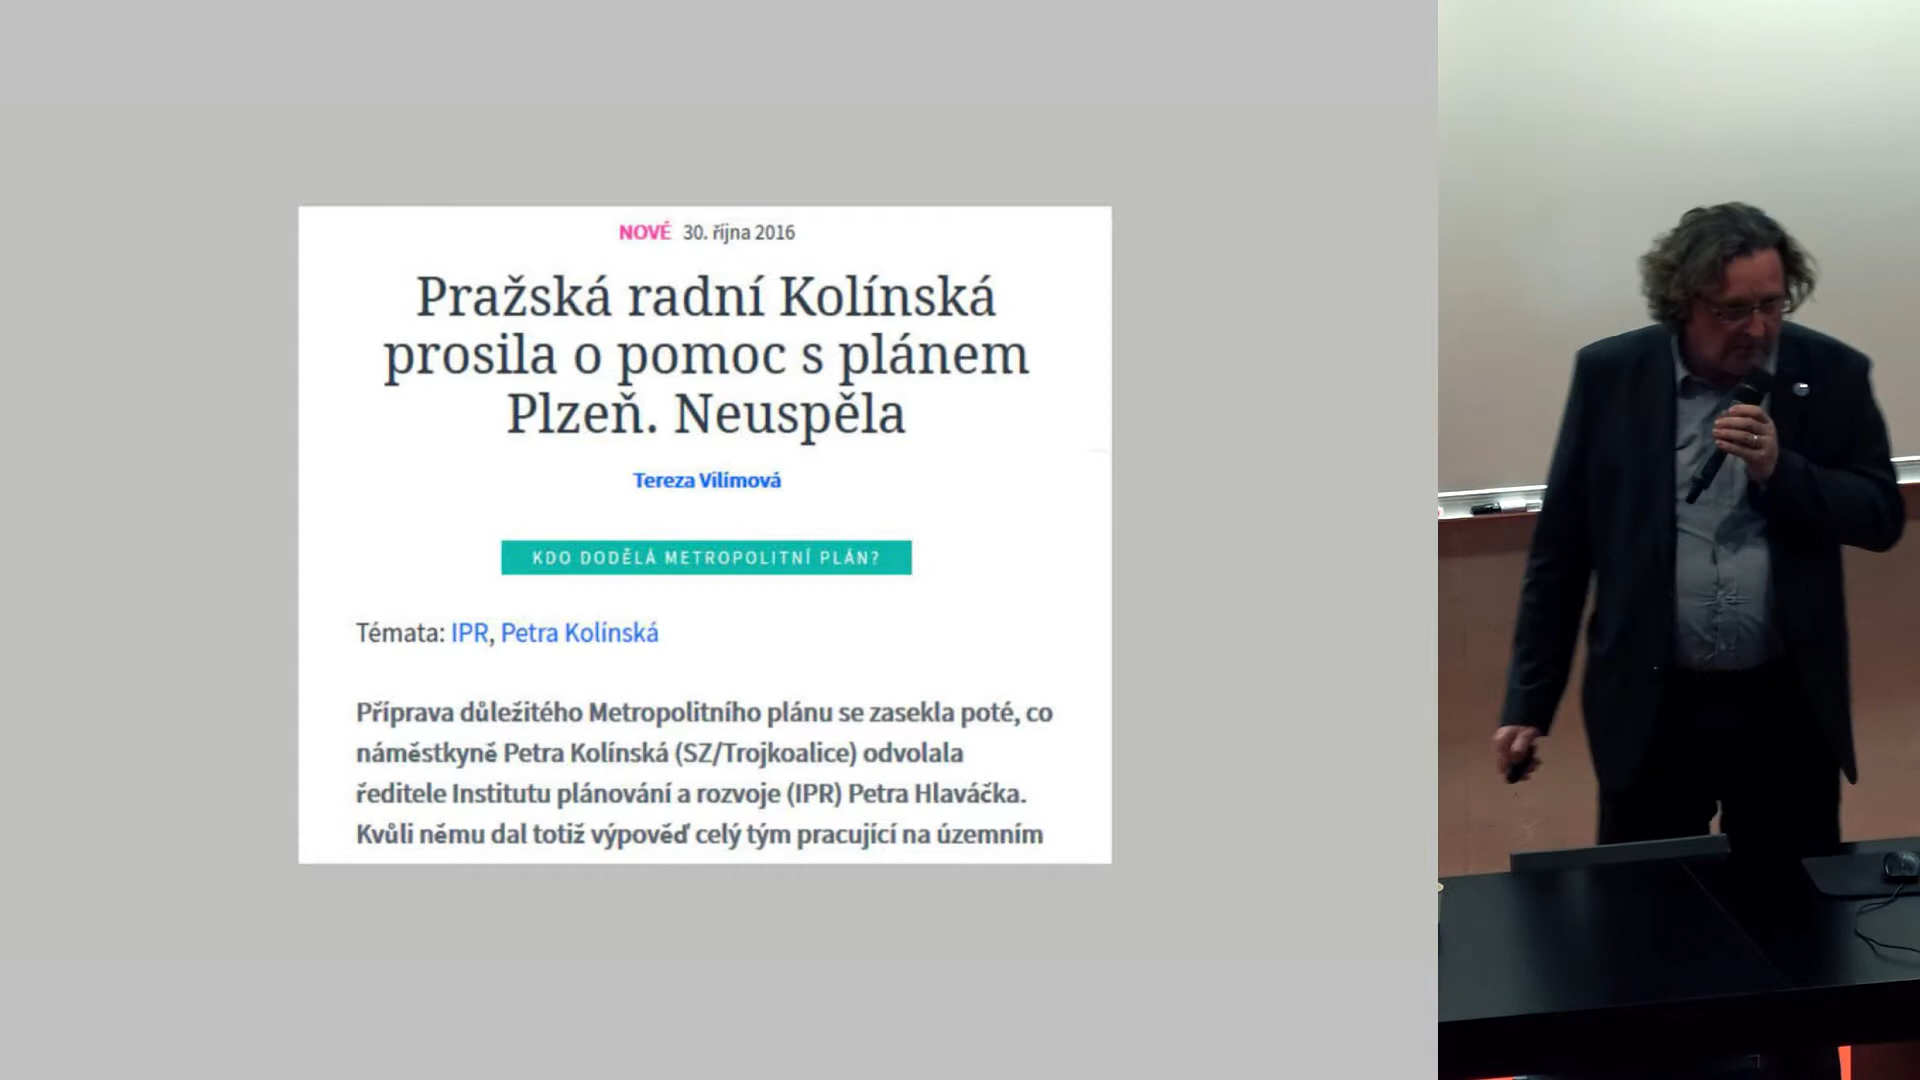 NOVÉ 30. října 2016
Pražská radní Kolínská
prosila o pomoc s plánem
Plzeň. Neuspěla
Tereza Vilímová
KDO DODĚLÁ METROPOLITNÍ PLÁN?
Témata: IPR, Petra Kolínská
Příprava důležitého Metropolitního plánu se zasekla poté, co
náměstkyně Petra Kolínská (SZ/Trojkoalice) odvolala
ředitele Institutu plánování a rozvoje (IPR) Petra Hlaváčka.
Kvůli němu dal totiž výpověď celý tým pracující na územním